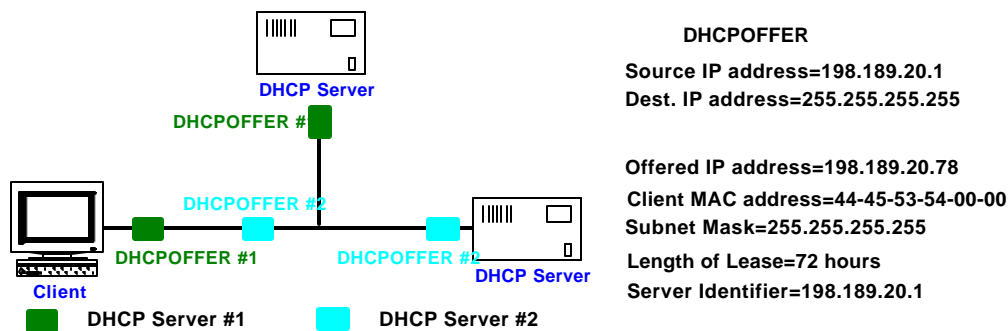 DHCPOFFER
Source IP address=198.189.20.1
Dest. IP address=255.255.255.255
DHCP Server
DHCPOFFER #
Offered IP address=198.189.20.78
Client MAC address=44-45-53-54-00-00
Subnet Mask=255.255.255.255
Length of Lease=72 hours
Server Identifier=198.189.20.1
DHCPOFFER #2
DHCPOFFER #1
DHCPOFFER #2
DHCP Server
Client
DHCP Server #1
DHCP Server #2